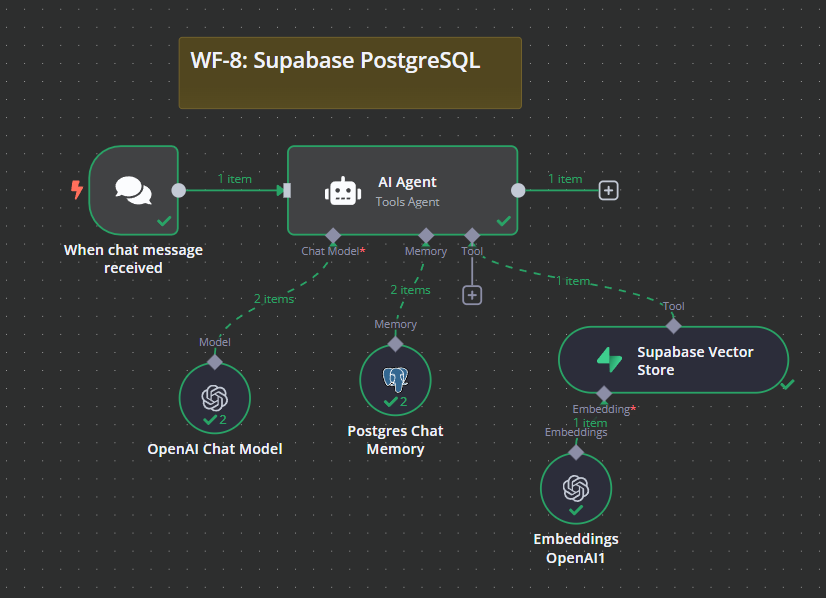 WF-8: Supabase PostgreSQL
1 item
AI Agent
Tools Agent
1 item
When chat message
received
Chat Model*
Memory
Tool
2 items
2 items
1 item
Model
Memory
Tool
2
OpenAI Chat Model
2
Postgres Chat
Memory
Supabase Vector
Store
Embedding*
1 item
Embeddings
Embeddings
OpenAI1